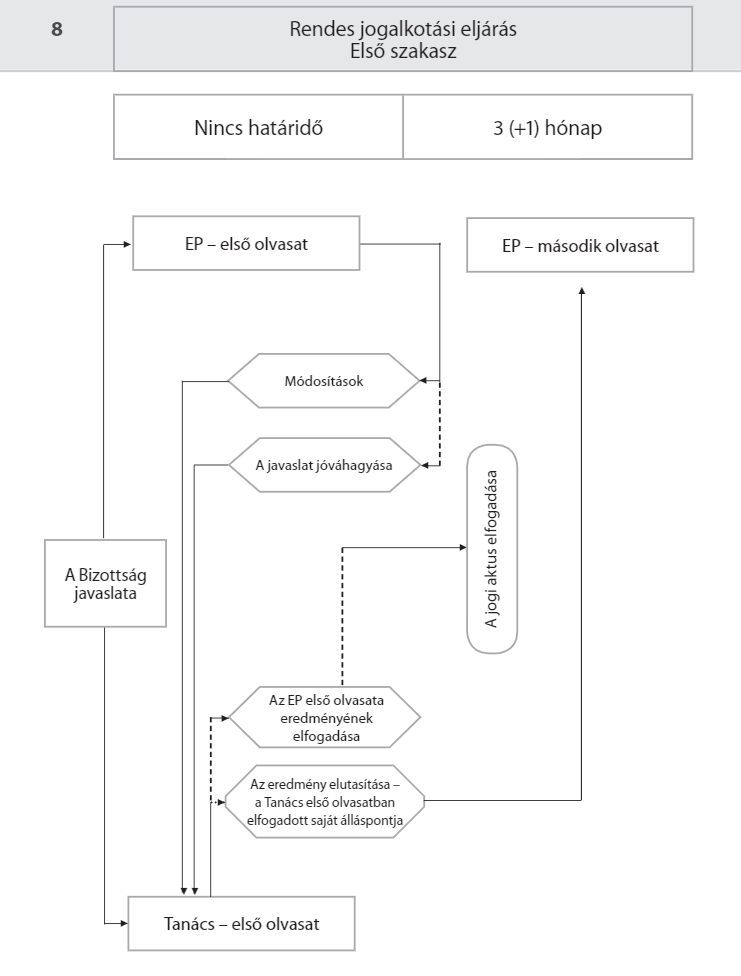 8
Rendes jogalkotási eljárás
Első szakasz
Nincs határidő
3 (+1) hónap
EP – első olvasat
EP – második olvasat
Módosítások
A javaslat jóváhagyása
A jogi aktus elfogadása
A Bizottság
javaslata
Az EP első olvasata
eredményének
elfogadása
Az eredmény elutasítása –
a Tanács első olvasatban
elfogadott saját álláspontja
Tanács – első olvasat